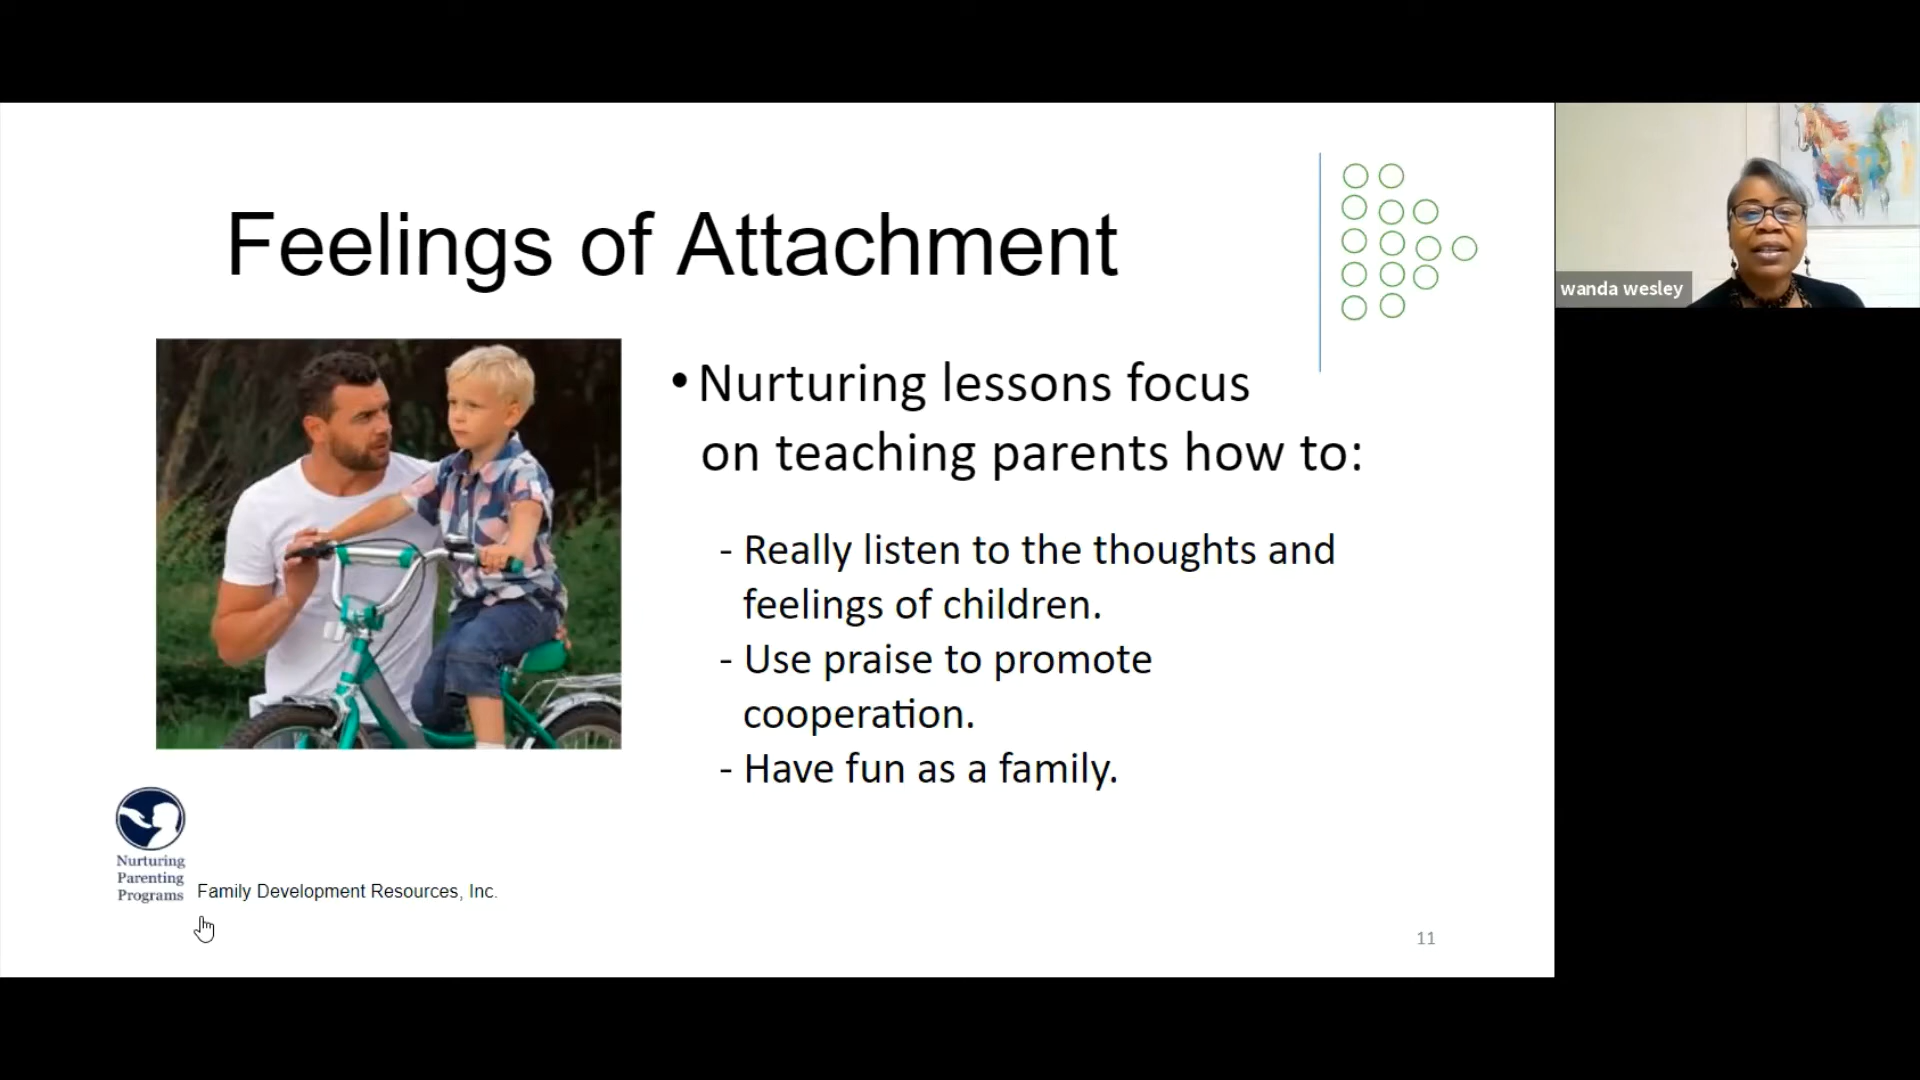 Feelings of Attachment
wanda wesley
•Nurturing lessons focus
on teaching parents how to:
- Really listen to the thoughts and
feelings of children.
- Use praise to promote
cooperation.
- Have fun as a family.
Nurturing
Parenting
Programs
Family Development Resources, Inc.
11